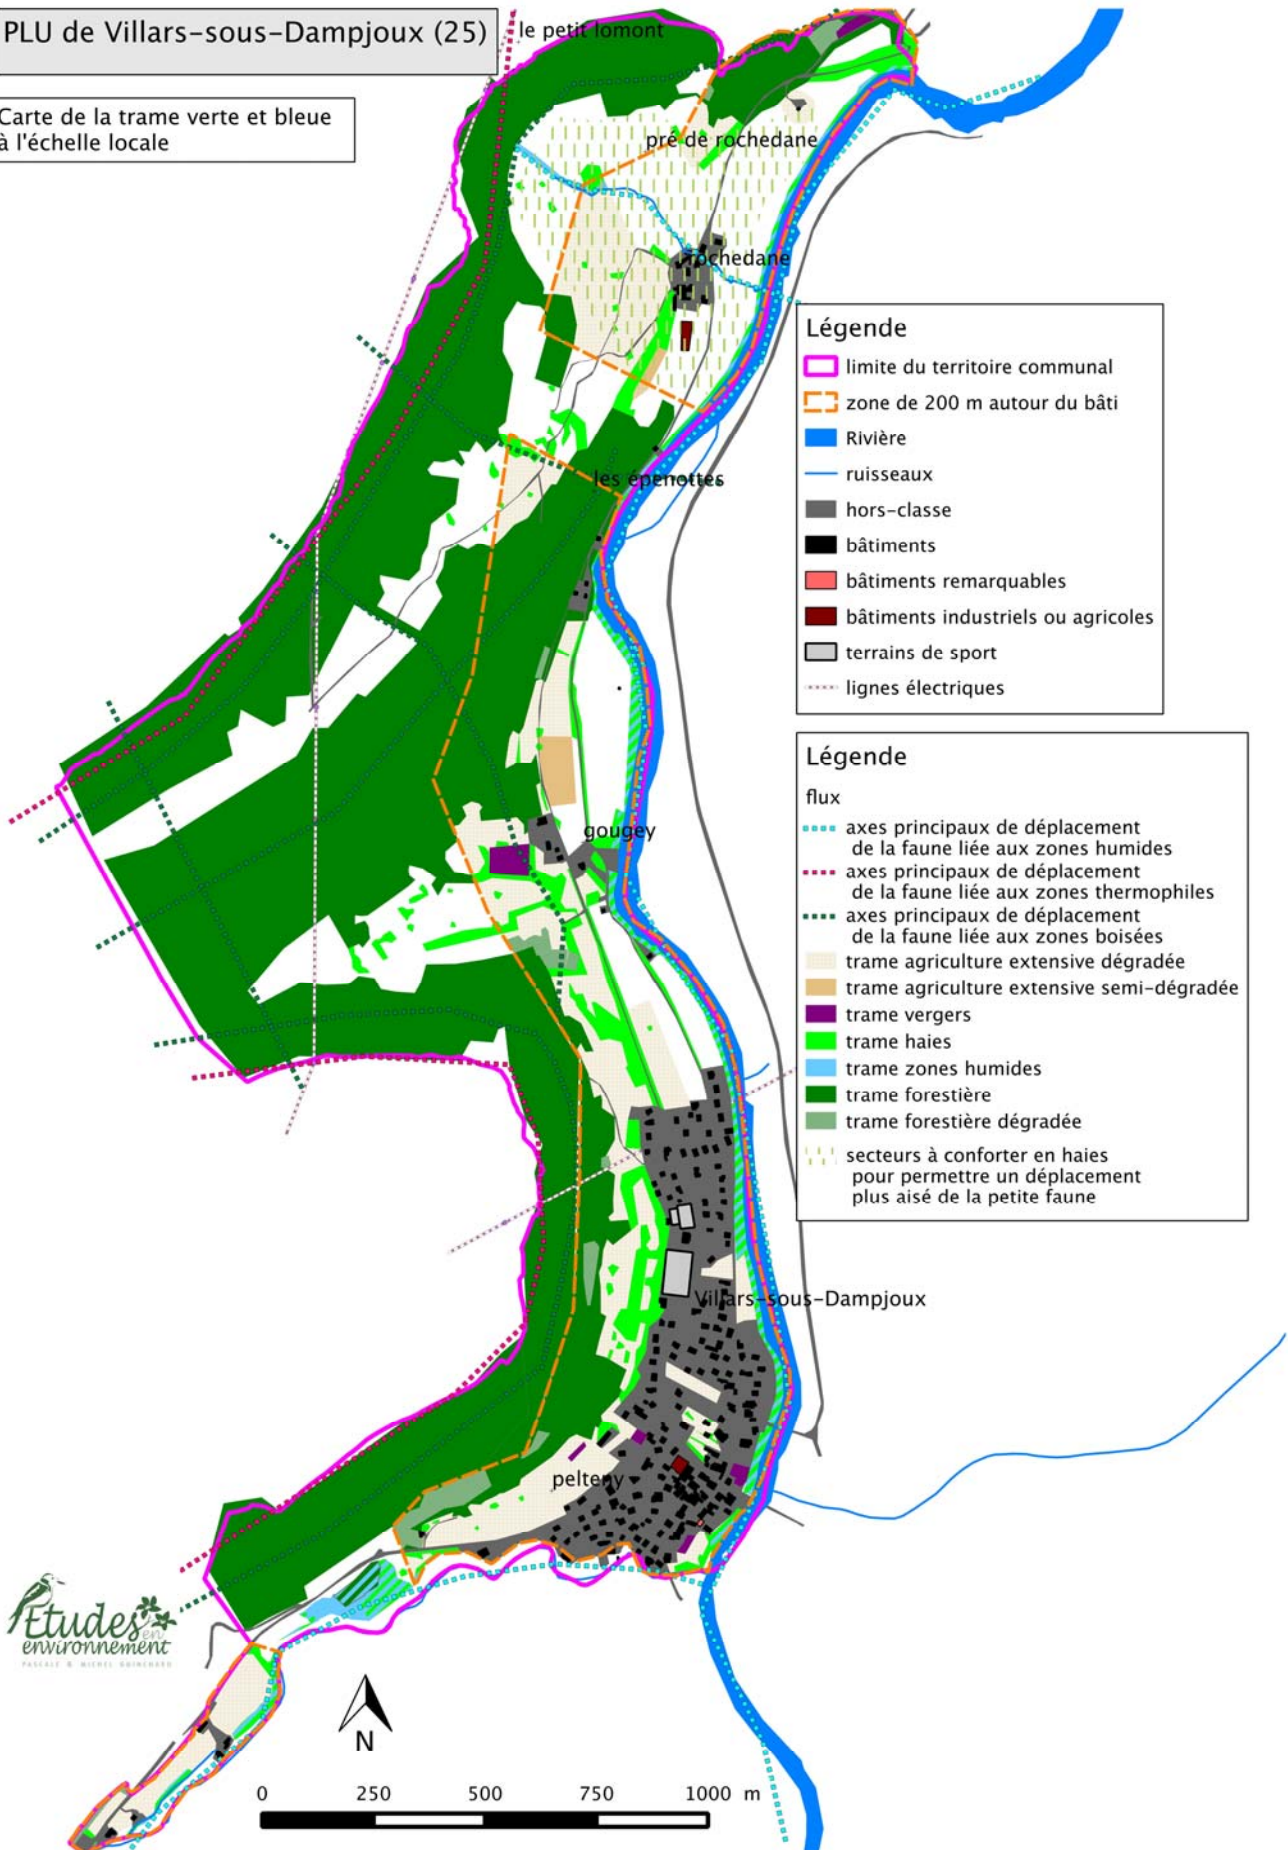 PLU de Villars-sous-Dampjoux (25)
le petit lomont
Carte de la trame verte et bleue
à l'échelle locale
pré de rochedane
rochedane
Légende
limite du territoire communal
zone de 200 m autour du bâti
Rivière
ruisseaux
hors-classe
bâtiments
bâtiments remarquables
bâtiments industriels ou agricoles
terrains de sport
lignes électriques
les épenottes
Légende
flux
axes principaux de déplacement
de la faune liée aux zones humides
axes principaux de déplacement
de la faune liée aux zones thermophiles
axes principaux de déplacement
de la faune liée aux zones boisées
trame agriculture extensive dégradée
trame agriculture extensive semi-dégradée
trame vergers
trame haies
trame zones humides
trame forestière
trame forestière dégradée
secteurs à conforter en haies
pour permettre un déplacement
plus aisé de la petite faune
gougey
Villars-sous-Dampjoux
pelteny
Etudes en
environnement
PASCALE & MICHEL GUINCHARD
N
0 250 500 750 1000 m